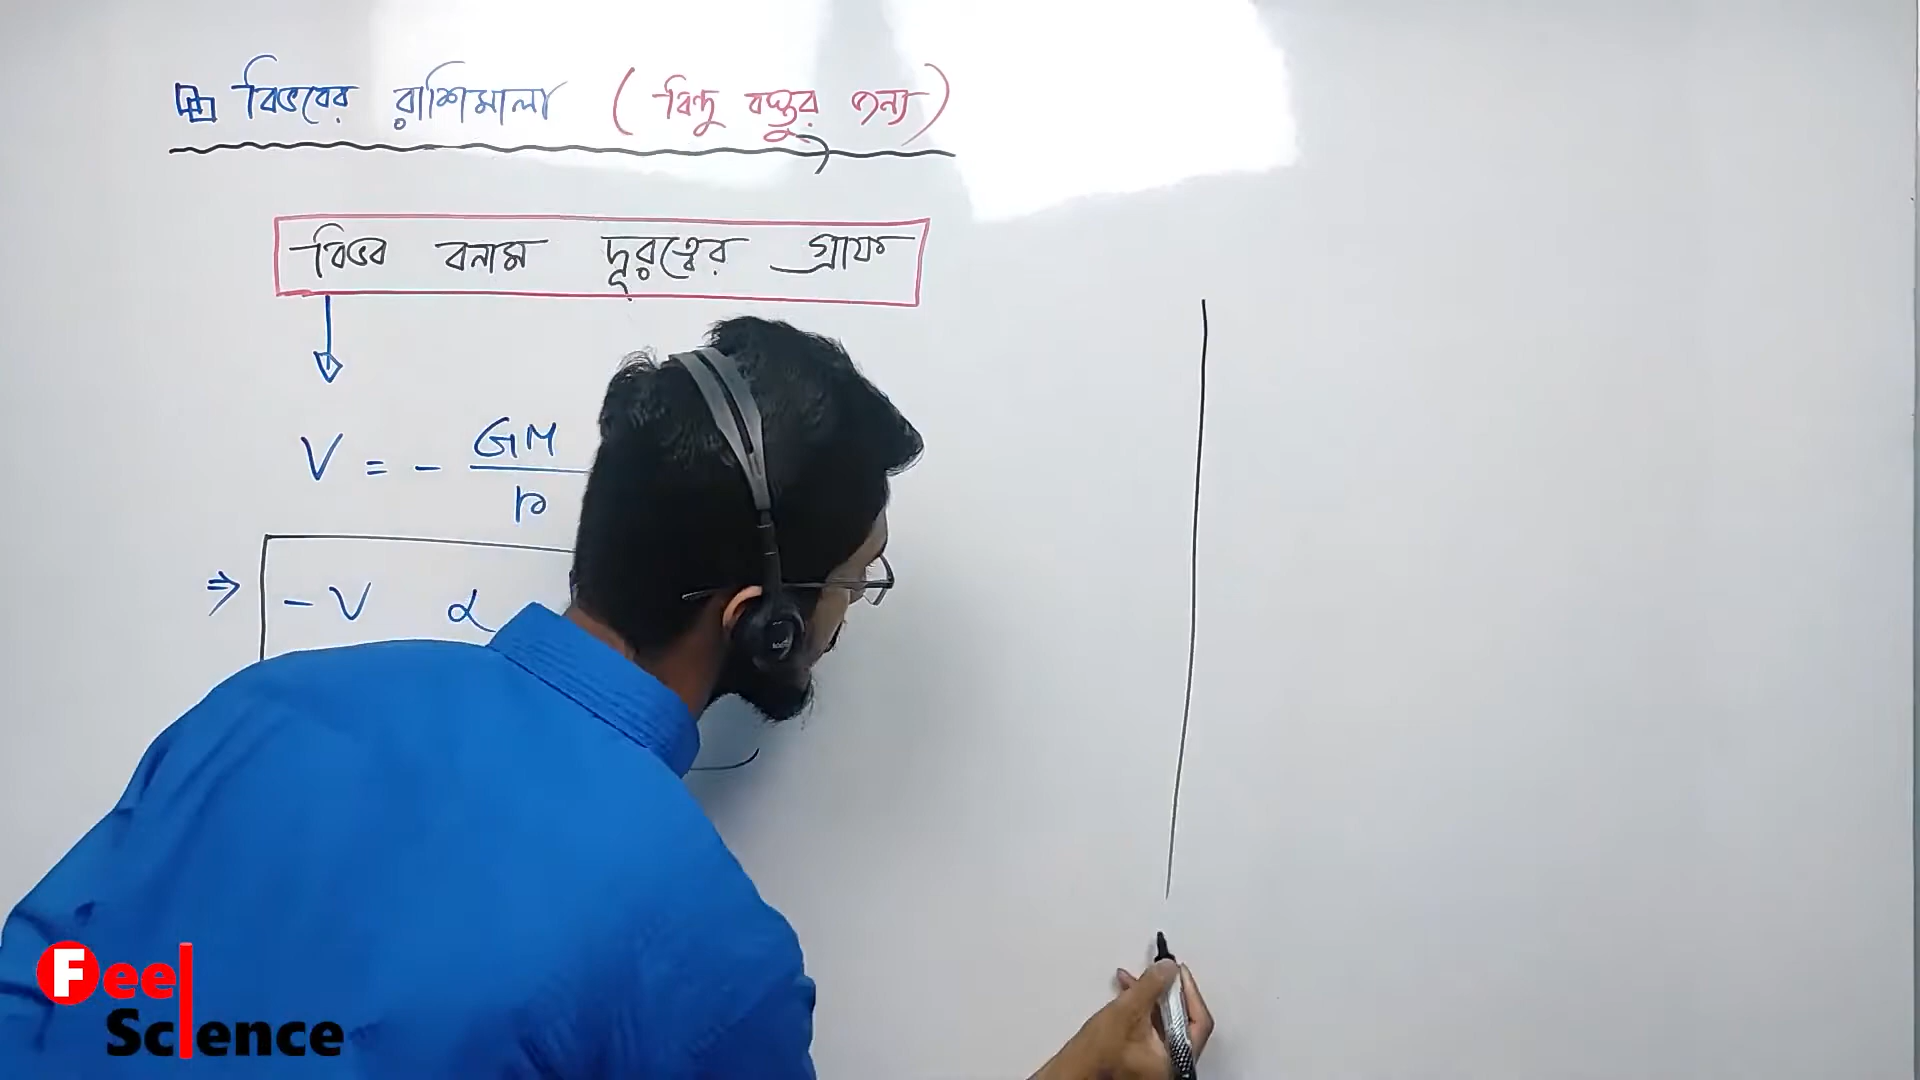 বিভবের রাশিমালা (বিন্দু বস্তুর জন্য)
বিভব বনাম দূরত্বের গ্রাফ
V = - GM
r
⇒ - V ∝
Feel
Science